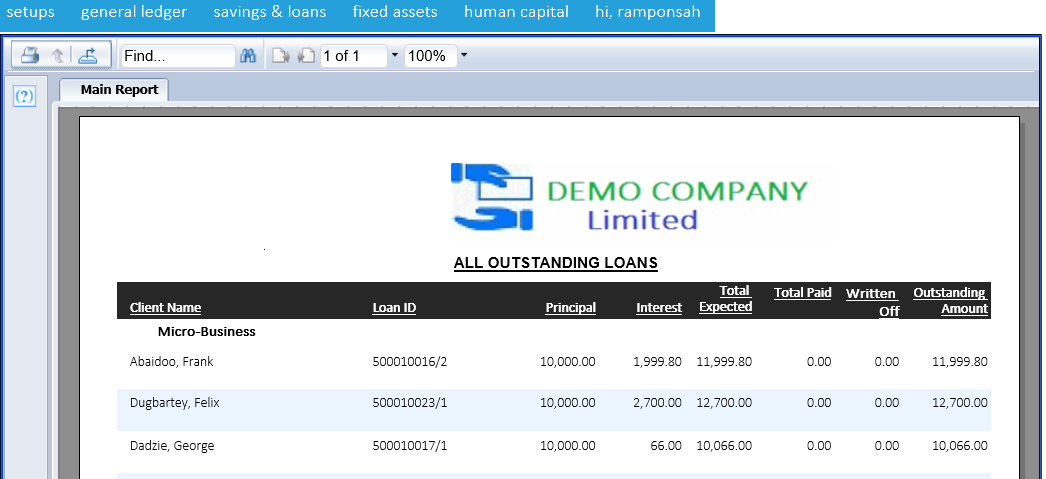 setups general ledger savings & loans fixed assets human capital hi, ramponsah
Find... 1 of 1 100%
(?) Main Report
DEMO COMPANY
Limited
ALL OUTSTANDING LOANS
Client Name Loan ID Principal Interest Total Expected Total Paid Written Off Outstanding Amount
Micro-Business
Abaidoo, Frank 500010016/2 10,000.00 1,999.80 11,999.80 0.00 0.00 11,999.80
Dugbartey, Felix 500010023/1 10,000.00 2,700.00 12,700.00 0.00 0.00 12,700.00
Dadzie, George 500010017/1 10,000.00 66.00 10,066.00 0.00 0.00 10,066.00